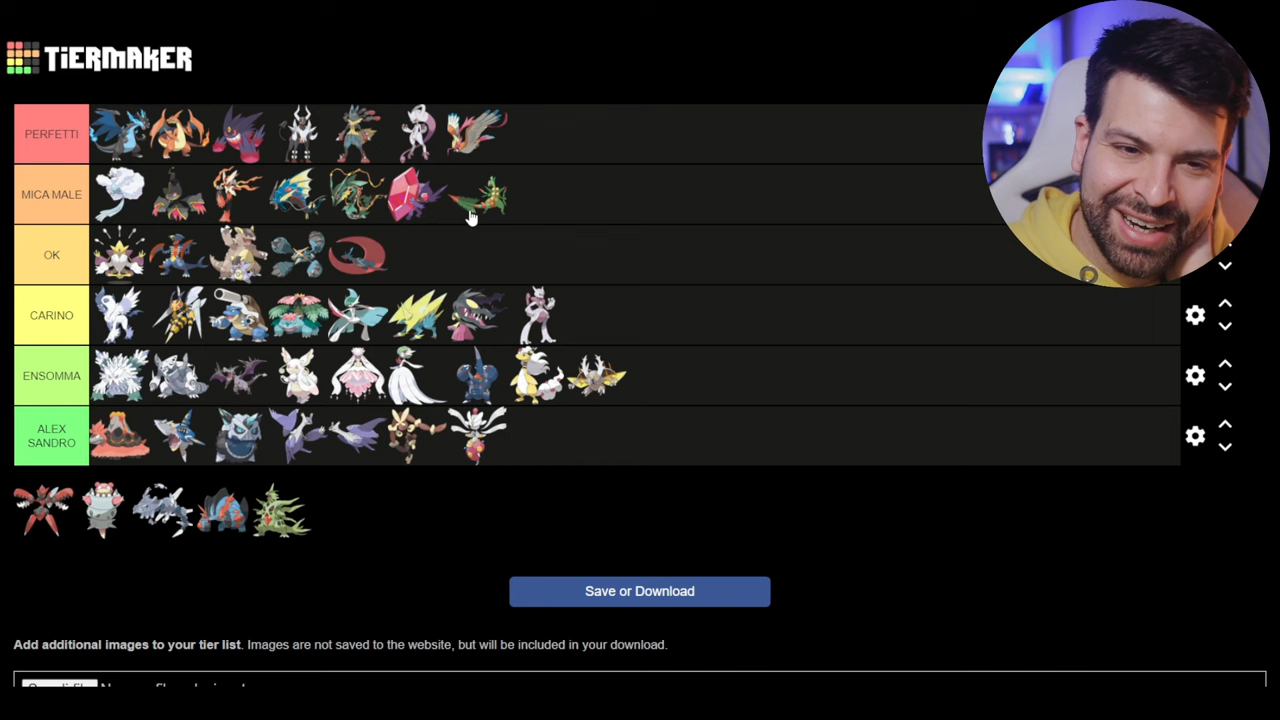 TiERMAKER
PERFETTI
MICA MALE
OK
CARINO
ENSOMMA
ALEX
SANDRO
Save or Download
Add additional images to your tier list. Images are not saved to the website, but will be included in your download.